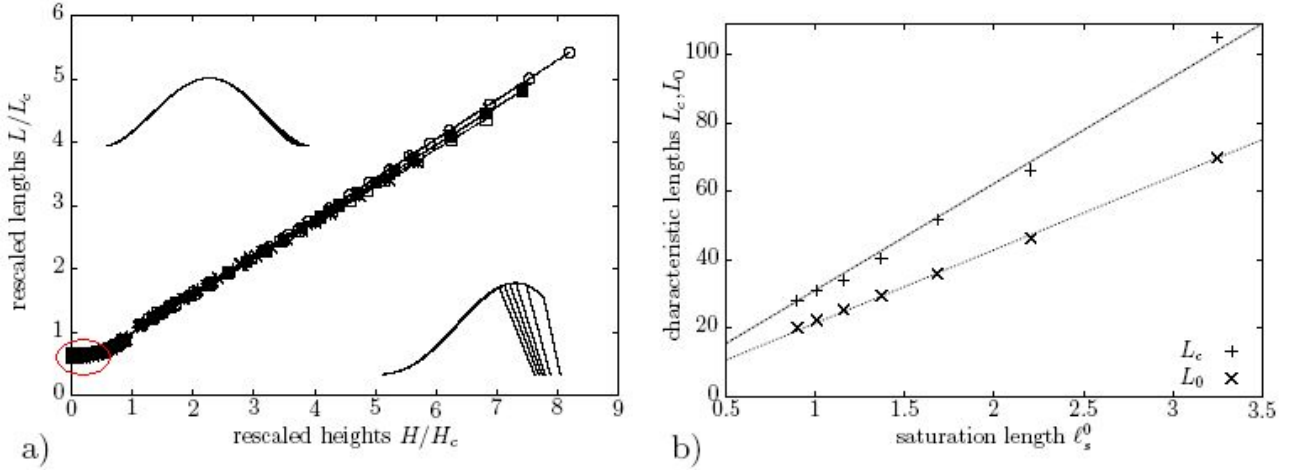 6
5
4
3
2
1
0
rescaled lengths L/L_c
0 1 2 3 4 5 6 7 8 9
rescaled heights H/H_c
a)
100
80
60
40
20
0
characteristic lengths L_c, L_0
L_c
L_0
0.5 1 1.5 2 2.5 3 3.5
saturation length ℓ_s^0
b)